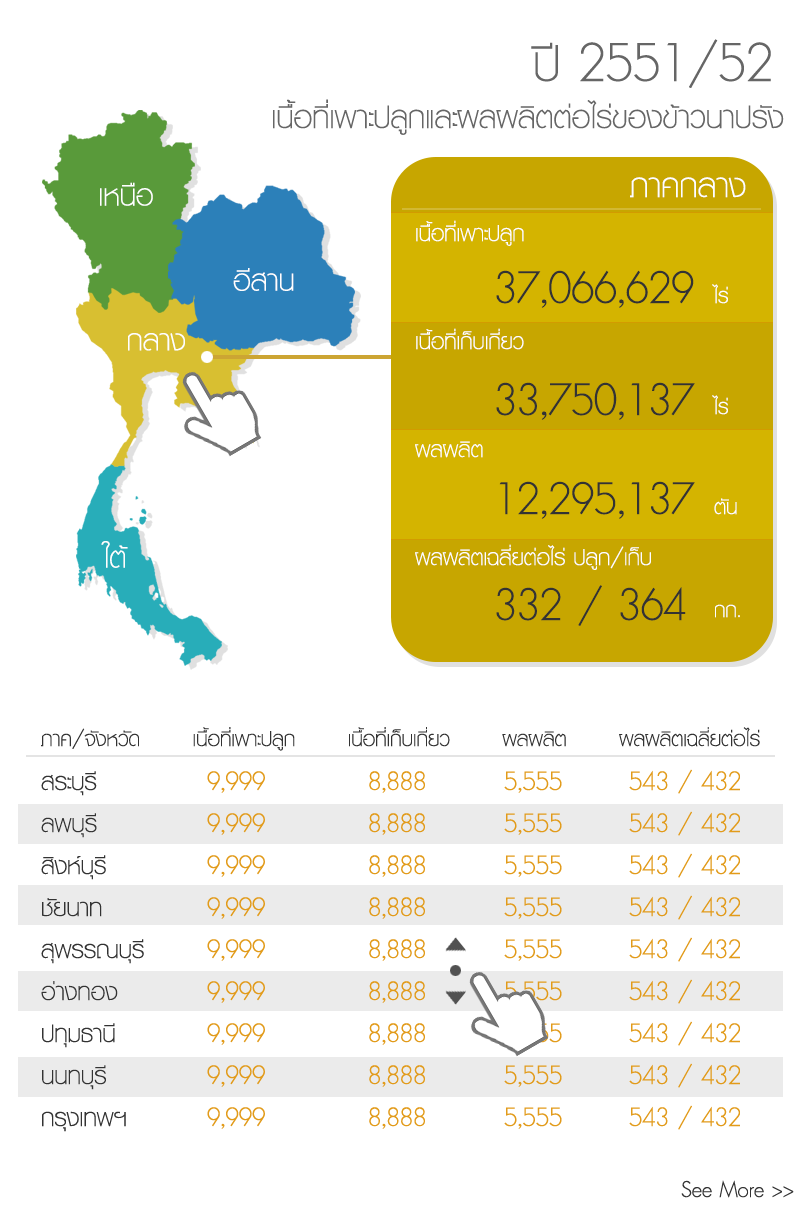 ปี 2551/52
เนื้อที่เพาะปลูกและผลผลิตต่อไร่ของข้าวนาปรัง
เหนือ
อีสาน
กลาง
ใต้
ภาคกลาง
เนื้อที่เพาะปลูก
37,066,629 ไร่
เนื้อที่เก็บเกี่ยว
33,750,137 ไร่
ผลผลิต
12,295,137 ตัน
ผลผลิตเฉลี่ยต่อไร่ ปลูก/เก็บ
332 / 364 กก.
ภาค/จังหวัด เนื้อที่เพาะปลูก เนื้อที่เก็บเกี่ยว ผลผลิต ผลผลิตเฉลี่ยต่อไร่
สระบุรี 9,999 8,888 5,555 543 / 432
ลพบุรี 9,999 8,888 5,555 543 / 432
สิงห์บุรี 9,999 8,888 5,555 543 / 432
ชัยนาท 9,999 8,888 5,555 543 / 432
สุพรรณบุรี 9,999 8,888 5,555 543 / 432
อ่างทอง 9,999 8,888 5,555 543 / 432
ปทุมธานี 9,999 8,888 543 / 432
นนทบุรี 9,999 8,888 5,555 543 / 432
กรุงเทพฯ 9,999 8,888 5,555 543 / 432
See More >>